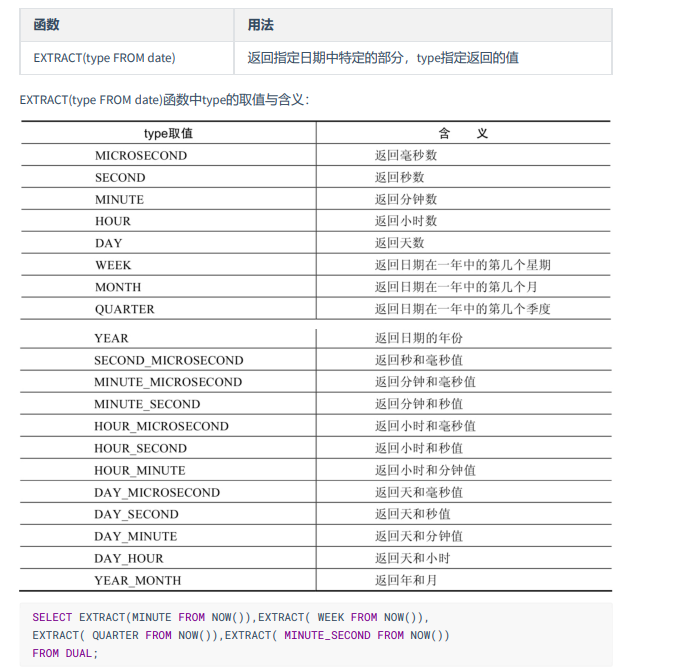 函数 用法
EXTRACT(type FROM date) 返回指定日期中特定的部分，type指定返回的值
EXTRACT(type FROM date)函数中type的取值与含义：
type取值 含 义
MICROSECOND 返回毫秒数
SECOND 返回秒数
MINUTE 返回分钟数
HOUR 返回小时数
DAY 返回天数
WEEK 返回日期在一年中的第几个星期
MONTH 返回日期在一年中的第几个月
QUARTER 返回日期在一年中的第几个季度
YEAR 返回日期的年份
SECOND_MICROSECOND 返回秒和毫秒值
MINUTE_MICROSECOND 返回分钟和毫秒值
MINUTE_SECOND 返回分钟和秒值
HOUR_MICROSECOND 返回小时和毫秒值
HOUR_SECOND 返回小时和秒值
HOUR_MINUTE 返回小时和分钟值
DAY_MICROSECOND 返回天和毫秒值
DAY_SECOND 返回天和秒值
DAY_MINUTE 返回天和分钟值
DAY_HOUR 返回天和小时
YEAR_MONTH 返回年和月
SELECT EXTRACT(MINUTE FROM NOW()),EXTRACT( WEEK FROM NOW()),
EXTRACT( QUARTER FROM NOW()),EXTRACT( MINUTE_SECOND FROM NOW())
FROM DUAL;